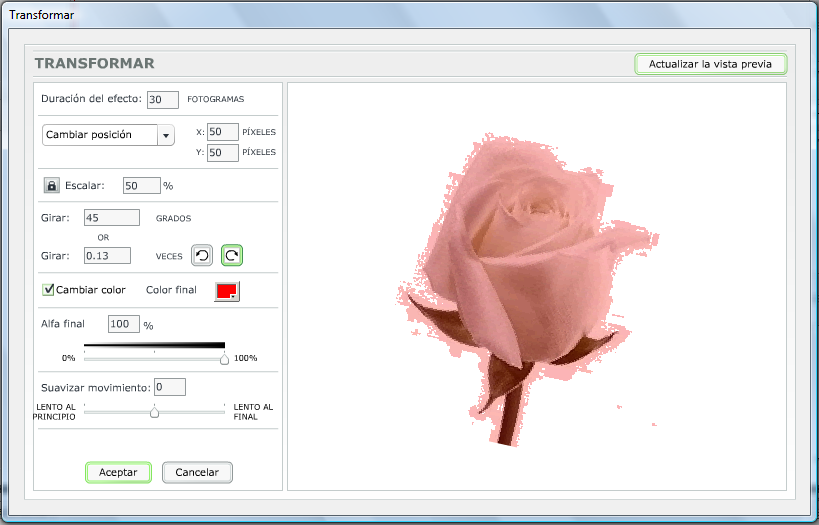 Transformar
TRANSFORMAR
Actualizar la vista previa
Duración del efecto: 30 FOTOGRAMAS
Cambiar posición
X: 50 PÍXELES
Y: 50 PÍXELES
Escalar: 50 %
Girar: 45 GRADOS
OR
Girar: 0.13 VECES
Cambiar color Color final
Alfa final 100 %
0% 100%
Suavizar movimiento: 0
LENTO AL PRINCIPIO
LENTO AL FINAL
Aceptar Cancelar